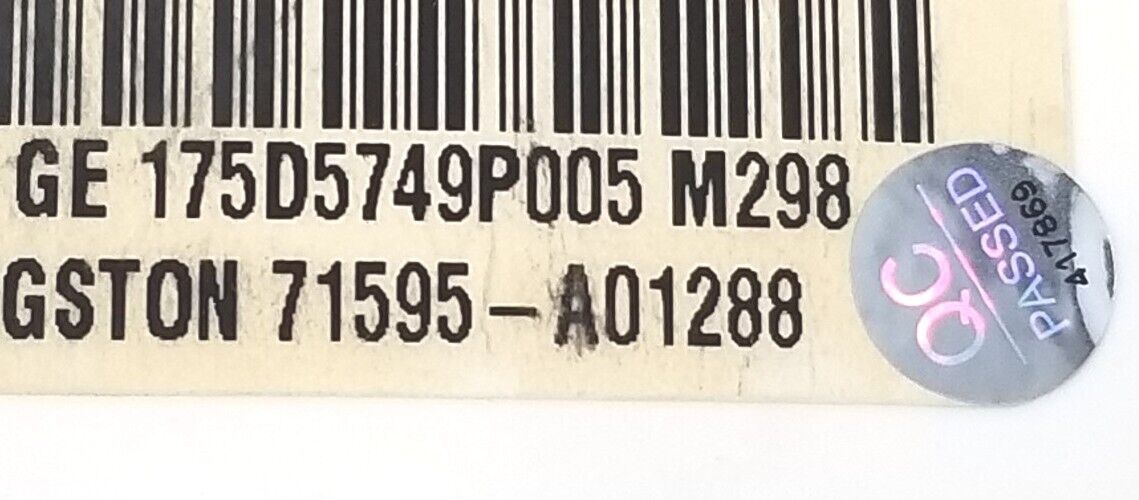 GE 175D5749P005 M298
GSTON 71595-A01288
QC
PASSED
417869